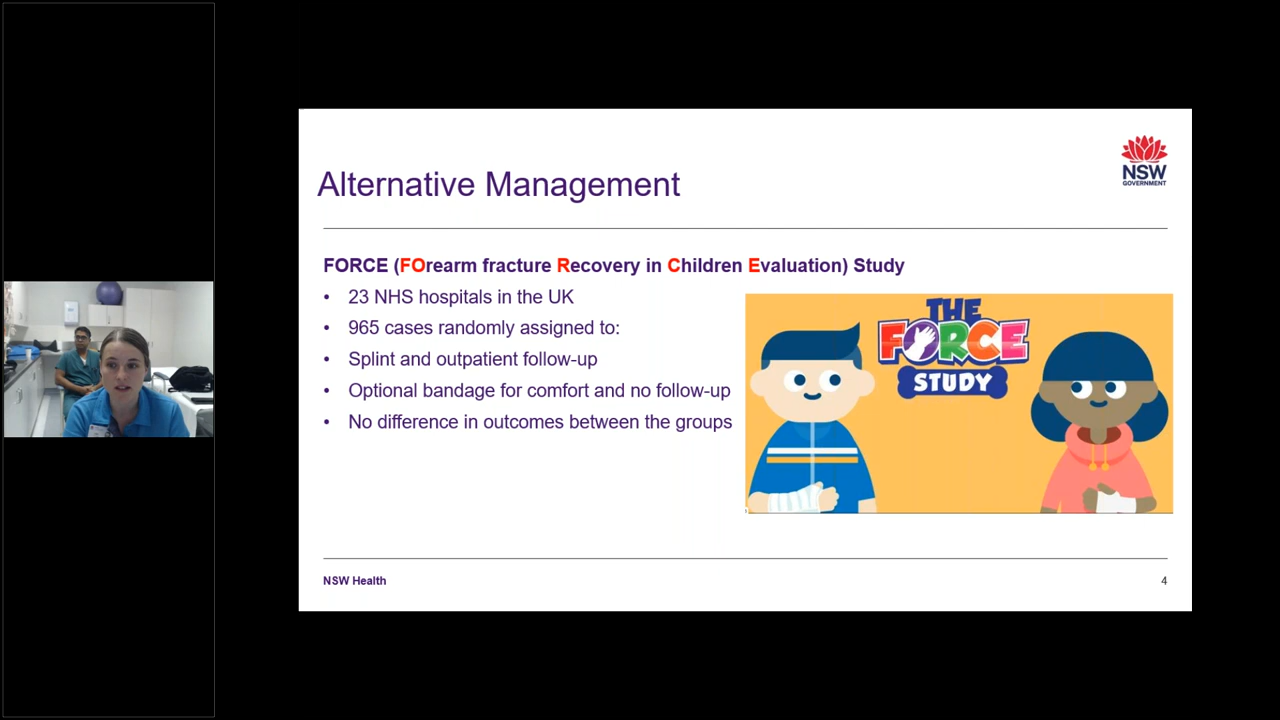 NSW
GOVERNMENT
Alternative Management
FORCE (FOrearm fracture Recovery in Children Evaluation) Study
• 23 NHS hospitals in the UK
• 965 cases randomly assigned to:
• Splint and outpatient follow-up
• Optional bandage for comfort and no follow-up
• No difference in outcomes between the groups
THE
FORCE
STUDY
NSW Health
4